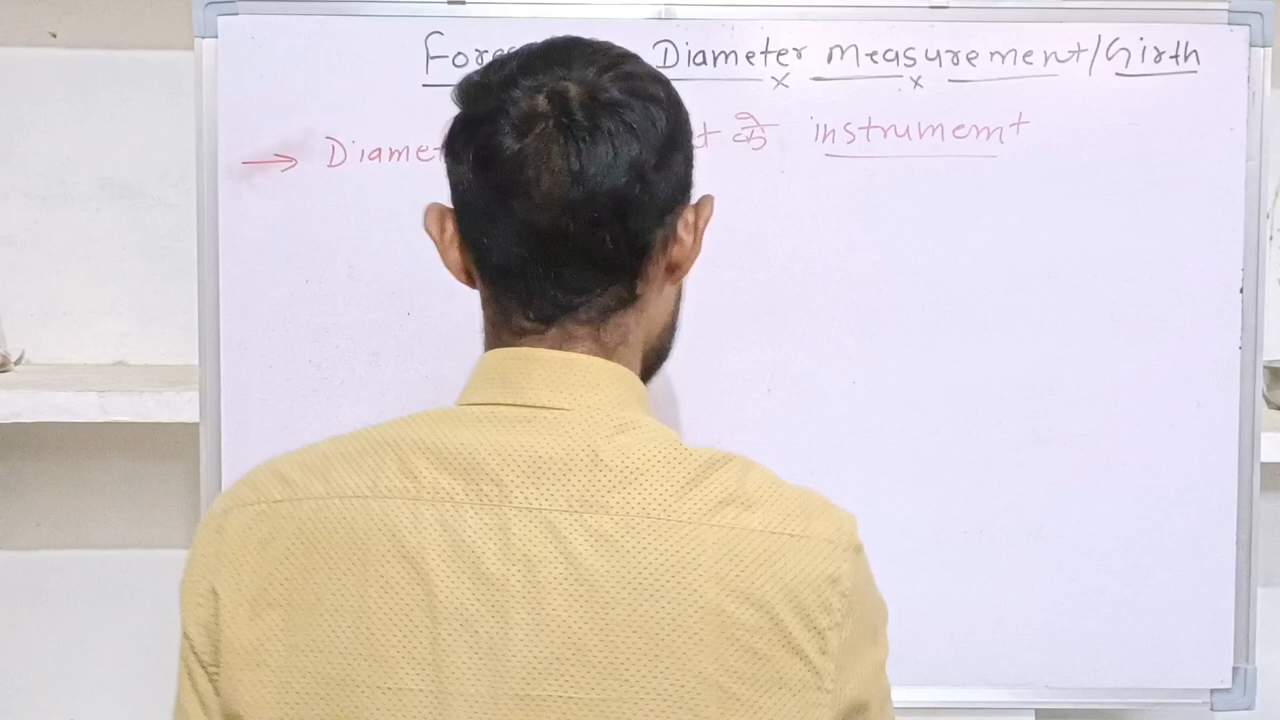 Fores Diameter Measurement/Girth
→ Diamet t के instrument